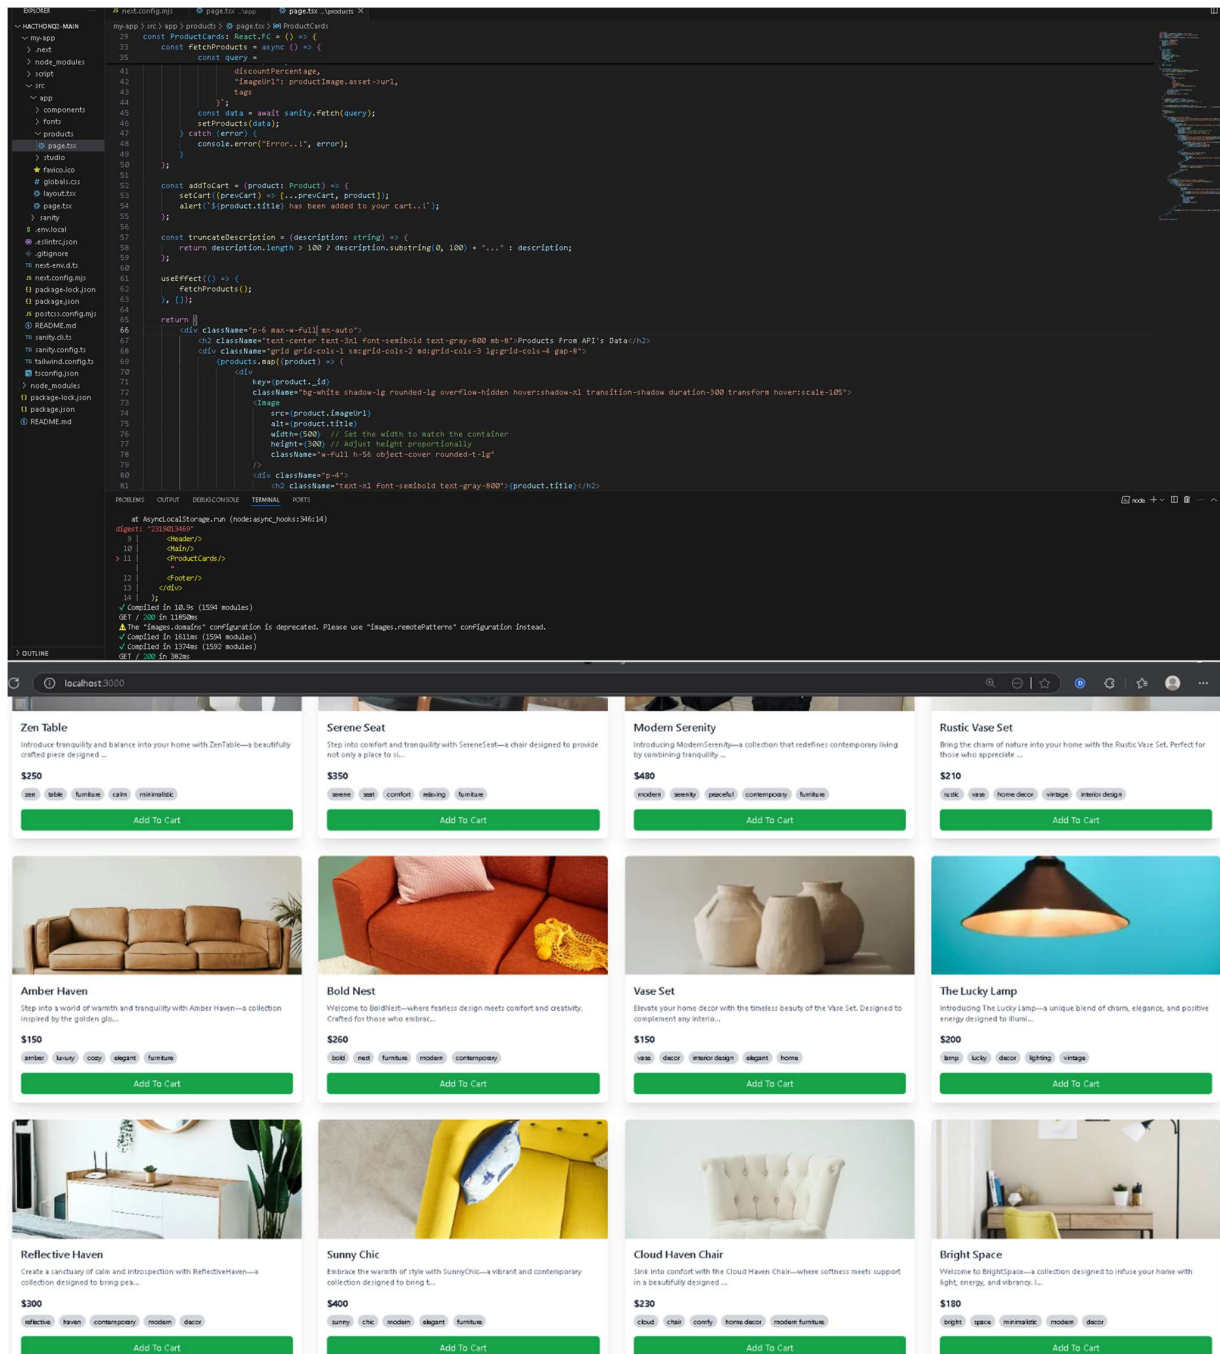 EXPLORER ...
JS next.config.mjs page.tsx ...\app page.tsx ...\products X
HACTHONQ2-MAIN
my-app
.next
node_modules
script
src
app
components
fonts
products
page.tsx
studio
favico.ico
# globals.css
layout.tsx
page.tsx
sanity
$ .env.local
.eslintrc.json
.gitignore
TS next-env.d.ts
JS next.config.mjs
{} package-lock.json
{} package.json
JS postcss.config.mjs
README.md
TS sanity.cli.ts
TS sanity.config.ts
TS tailwind.config.ts
tsconfig.json
node_modules
{} package-lock.json
{} package.json
README.md
> OUTLINE
my-app > src > app > products > page.tsx > ProductCards
29 const ProductCards: React.FC = () => {
33 const fetchProducts = async () => {
35 const query =
41 discountPercentage,
42 "imageUrl": productImage.asset->url,
43 tags
44 }`;
45 const data = await sanity.fetch(query);
46 setProducts(data);
47 } catch (error) {
48 console.error("Error..!", error);
49 }
50 };
51
52 const addToCart = (product: Product) => {
53 setCart((prevCart) => [...prevCart, product]);
54 alert(`${product.title} has been added to your cart..!`);
55 };
56
57 const truncateDescription = (description: string) => {
58 return description.length > 100 ? description.substring(0, 100) + "..." : description;
59 };
60
61 useEffect(() => {
62 fetchProducts();
63 }, []);
64
65 return (
66 <div className="p-6 max-w-full mx-auto">
67 <h2 className="text-center text-3xl font-semibold text-gray-800 mb-8">Products From API's Data</h2>
68 <div className="grid grid-cols-1 sm:grid-cols-2 md:grid-cols-3 lg:grid-cols-4 gap-8">
69 {products.map((product) => (
70 <div
71 key={product._id}
72 className="bg-white shadow-lg rounded-lg overflow-hidden hover:shadow-xl transition-shadow duration-300 transform hover:scale-105">
73 <Image
74 src={product.imageUrl}
75 alt={product.title}
76 width={500} // Set the width to match the container
77 height={300} // Adjust height proportionally
78 className="w-full h-56 object-cover rounded-t-lg"
79 />
80 <div className="p-4">
81 <h2 className="text-xl font-semibold text-gray-800">{product.title}</h2>
PROBLEMS OUTPUT DEBUG CONSOLE TERMINAL PORTS node
at AsyncLocalStorage.run (node:async_hooks:346:14)
digest: "2319013469"
9 | <Header/>
10 | <Main/>
> 11 | <ProductCards/>
| ^
12 | <Footer/>
13 | </div>
14 | );
✓ Compiled in 10.9s (1594 modules)
GET / 200 in 11850ms
⚠ The "images.domains" configuration is deprecated. Please use "images.remotePatterns" configuration instead.
✓ Compiled in 1611ms (1594 modules)
✓ Compiled in 1374ms (1592 modules)
GET / 200 in 382ms
localhost:3000
Zen Table
Introduce tranquility and balance into your home with ZenTable—a beautifully
crafted piece designed ...
$250
zen table furniture calm minimalistic
Add To Cart
Serene Seat
Step into comfort and tranquility with SereneSeat—a chair designed to provide
not only a place to si...
$350
serene seat comfort relaxing furniture
Add To Cart
Modern Serenity
Introducing ModernSerenity—a collection that redefines contemporary living
by combining tranquility ...
$480
modern serenity peaceful contemporary furniture
Add To Cart
Rustic Vase Set
Bring the charm of nature into your home with the Rustic Vase Set. Perfect for
those who appreciate ...
$210
rustic vase home decor vintage interior design
Add To Cart
Amber Haven
Step into a world of warmth and tranquility with Amber Haven—a collection
inspired by the golden glo...
$150
amber luxury cozy elegant furniture
Add To Cart
Bold Nest
Welcome to BoldNest—where fearless design meets comfort and creativity.
Crafted for those who embrac...
$260
bold nest furniture modern contemporary
Add To Cart
Vase Set
Elevate your home decor with the timeless beauty of the Vase Set. Designed to
complement any interio...
$150
vase decor interior design elegant home
Add To Cart
The Lucky Lamp
Introducing The Lucky Lamp—a unique blend of charm, elegance, and positive
energy designed to illumi...
$200
lamp lucky decor lighting vintage
Add To Cart
Reflective Haven
Create a sanctuary of calm and introspection with ReflectiveHaven—a
collection designed to bring pea...
$300
reflective haven contemporary modern decor
Add To Cart
Sunny Chic
Embrace the warmth of style with SunnyChic—a vibrant and contemporary
collection designed to bring t...
$400
sunny chic modern elegant furniture
Add To Cart
Cloud Haven Chair
Sink into comfort with the Cloud Haven Chair—where softness meets support
in a beautifully designed ...
$230
cloud chair comfy home decor modern furniture
Add To Cart
Bright Space
Welcome to BrightSpace—a collection designed to infuse your home with
light, energy, and vibrancy. I...
$180
bright space minimalistic modern decor
Add To Cart